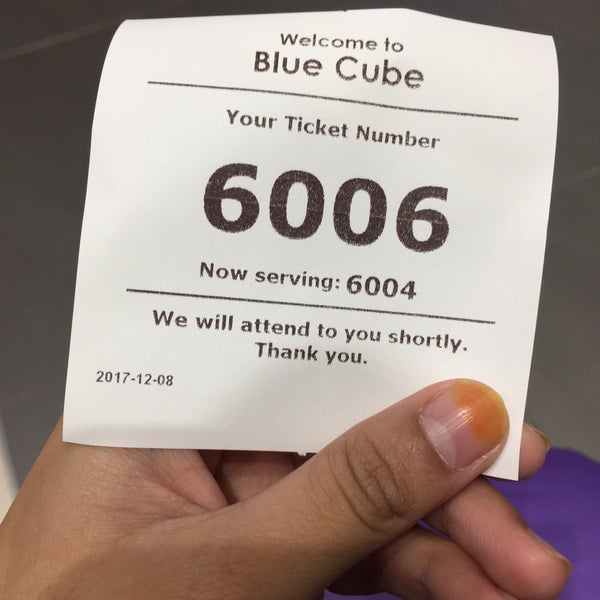 Welcome to
Blue Cube
Your Ticket Number
6006
Now serving: 6004
We will attend to you shortly.
Thank you.
2017-12-08